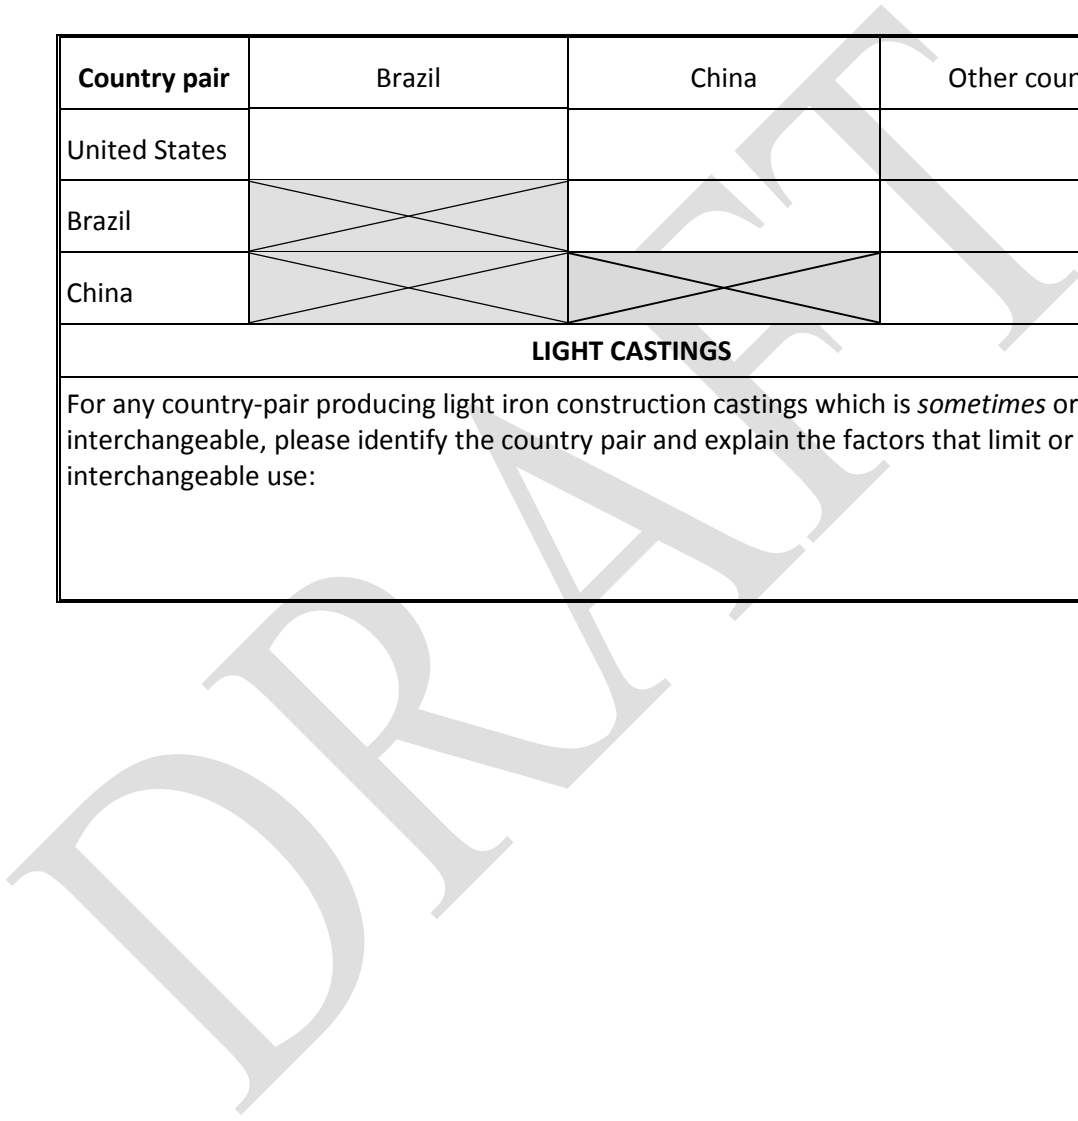 Country pair Brazil China Other coun
United States
Brazil
China
LIGHT CASTINGS
For any country-pair producing light iron construction castings which is sometimes or
interchangeable, please identify the country pair and explain the factors that limit or
interchangeable use:
DRAFT